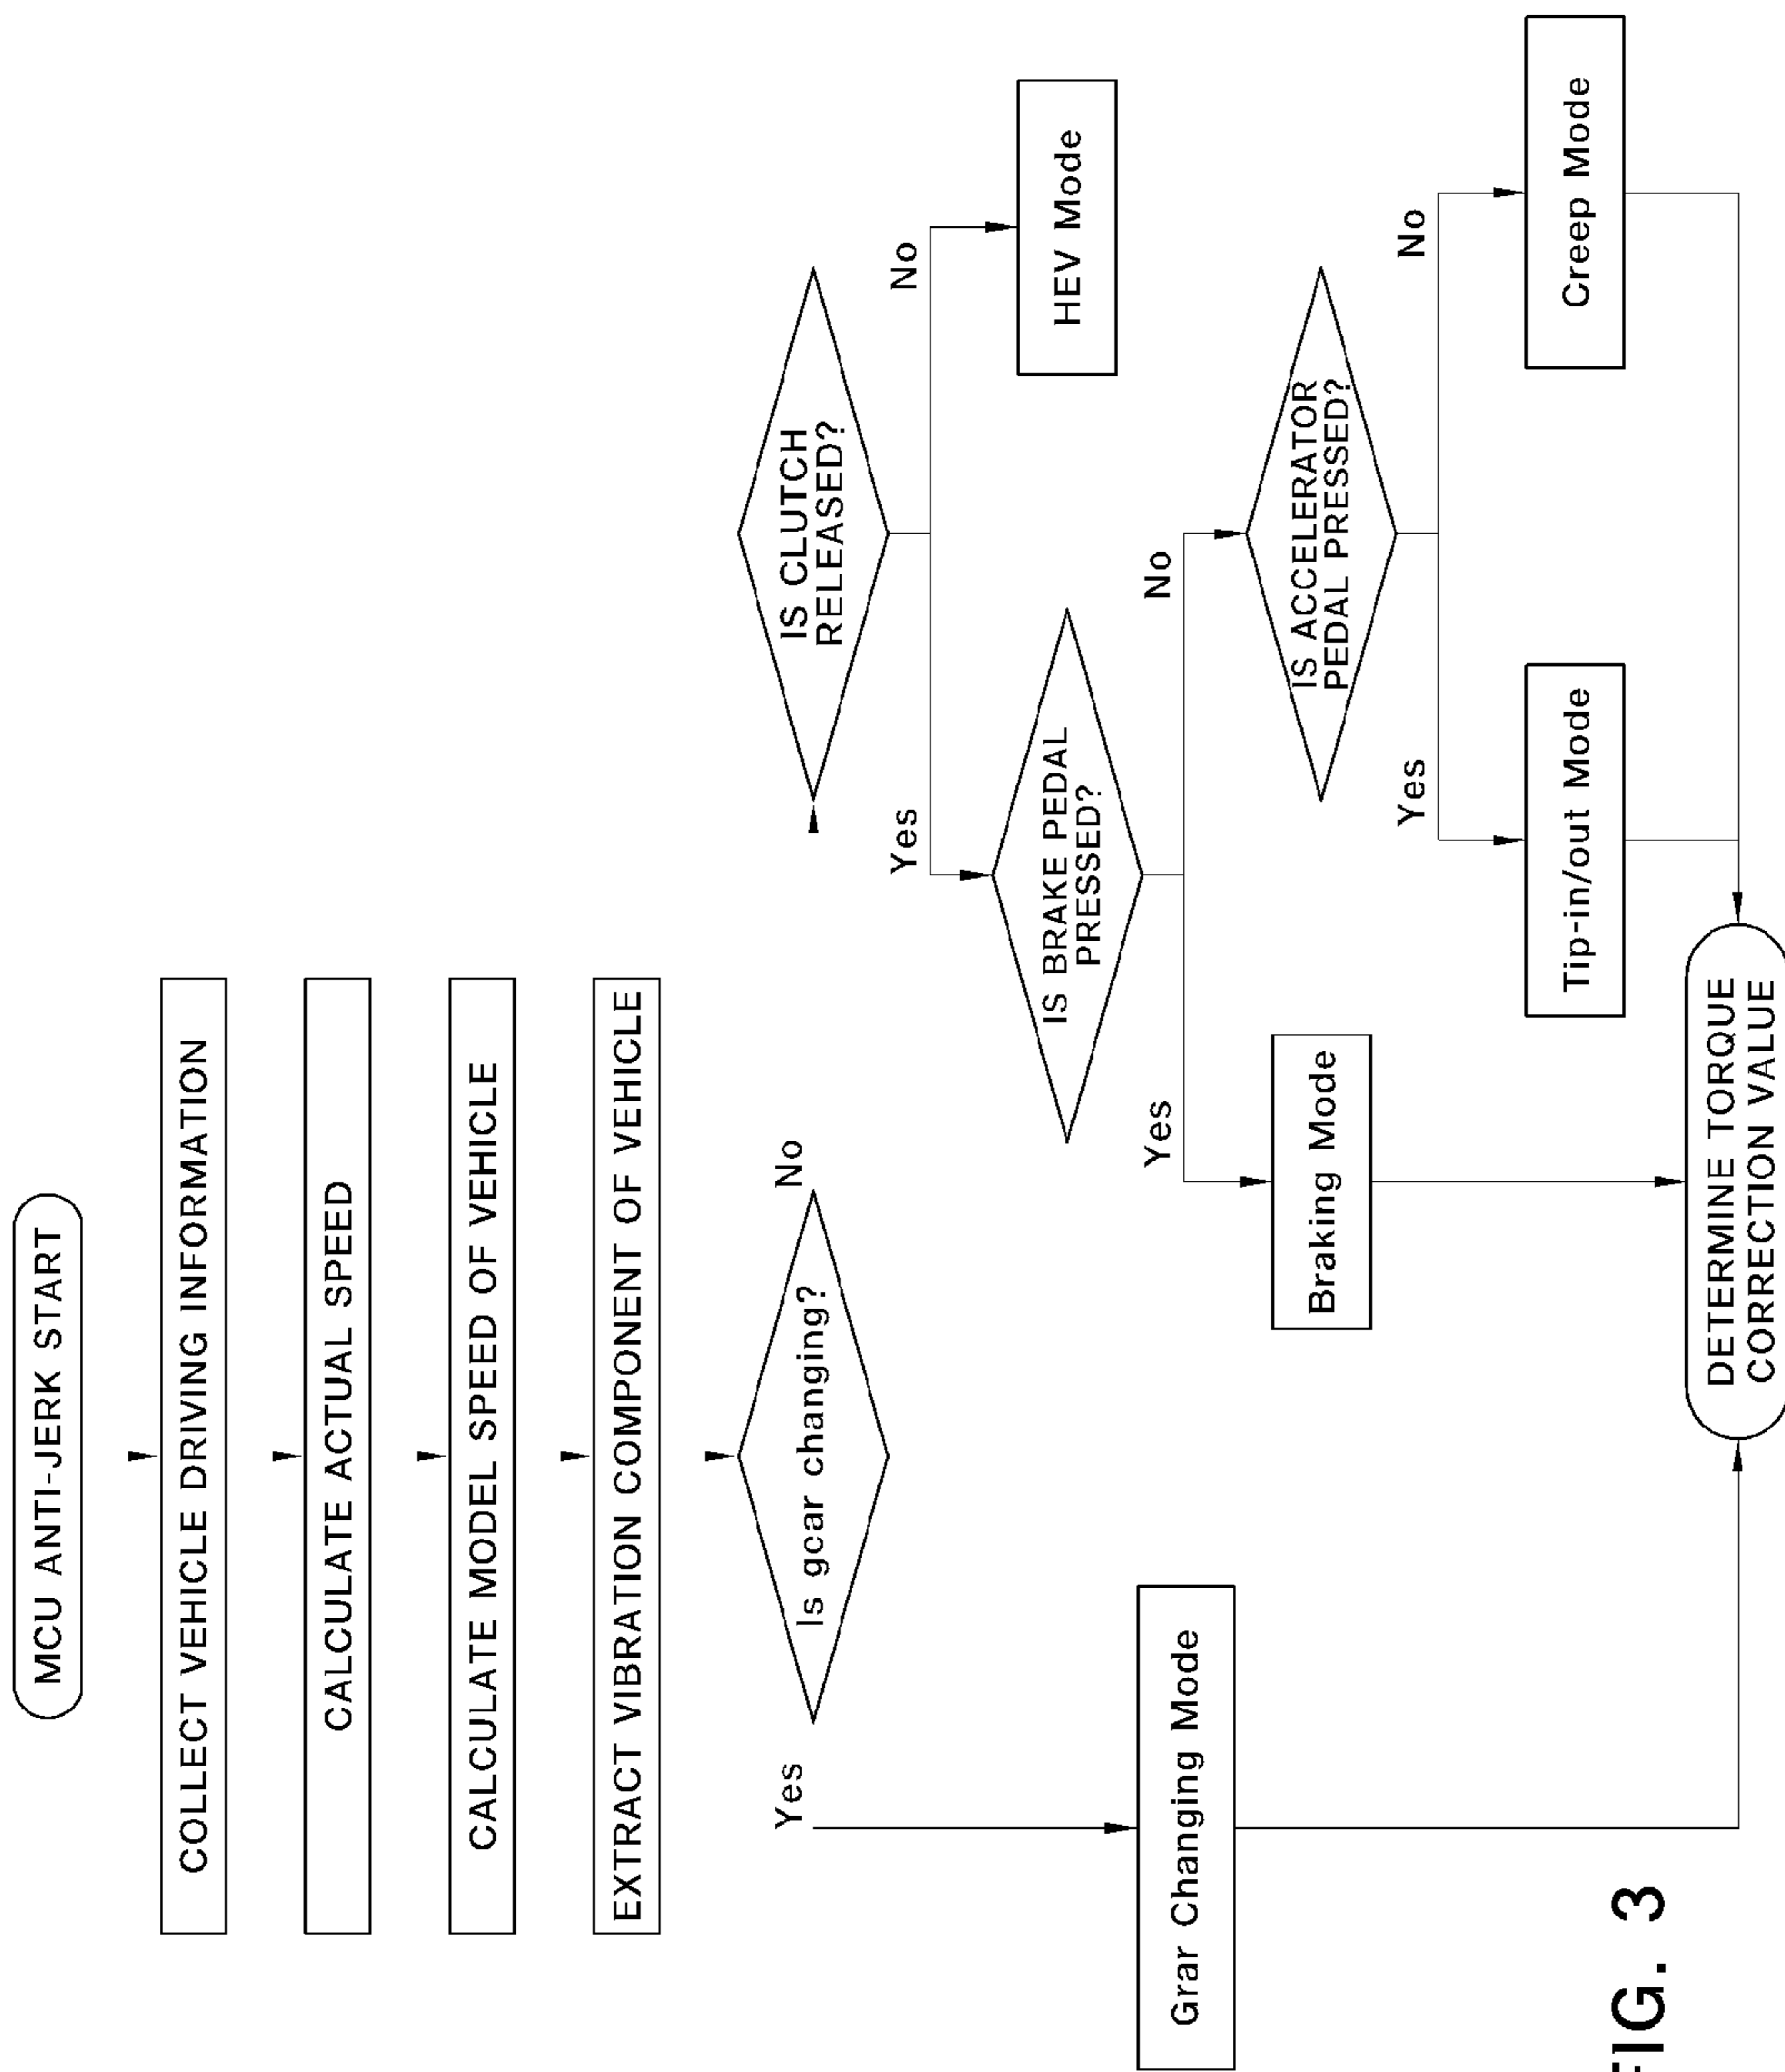 MCU ANTI-JERK START
COLLECT VEHICLE DRIVING INFORMATION
CALCULATE ACTUAL SPEED
CALCULATE MODEL SPEED OF VEHICLE
EXTRACT VIBRATION COMPONENT OF VEHICLE
Yes
Is gcar changing?
No
IS CLUTCH
RELEASED?
Yes
No
HEV Mode
IS BRAKE PEDAL
PRESSED?
Grar Changing Mode
Yes
No
Braking Mode
IS ACCELERATOR
PEDAL PRESSED?
Yes
No
Tip-in/out Mode
Creep Mode
DETERMINE TORQUE
CORRECTION VALUE
FIG. 3